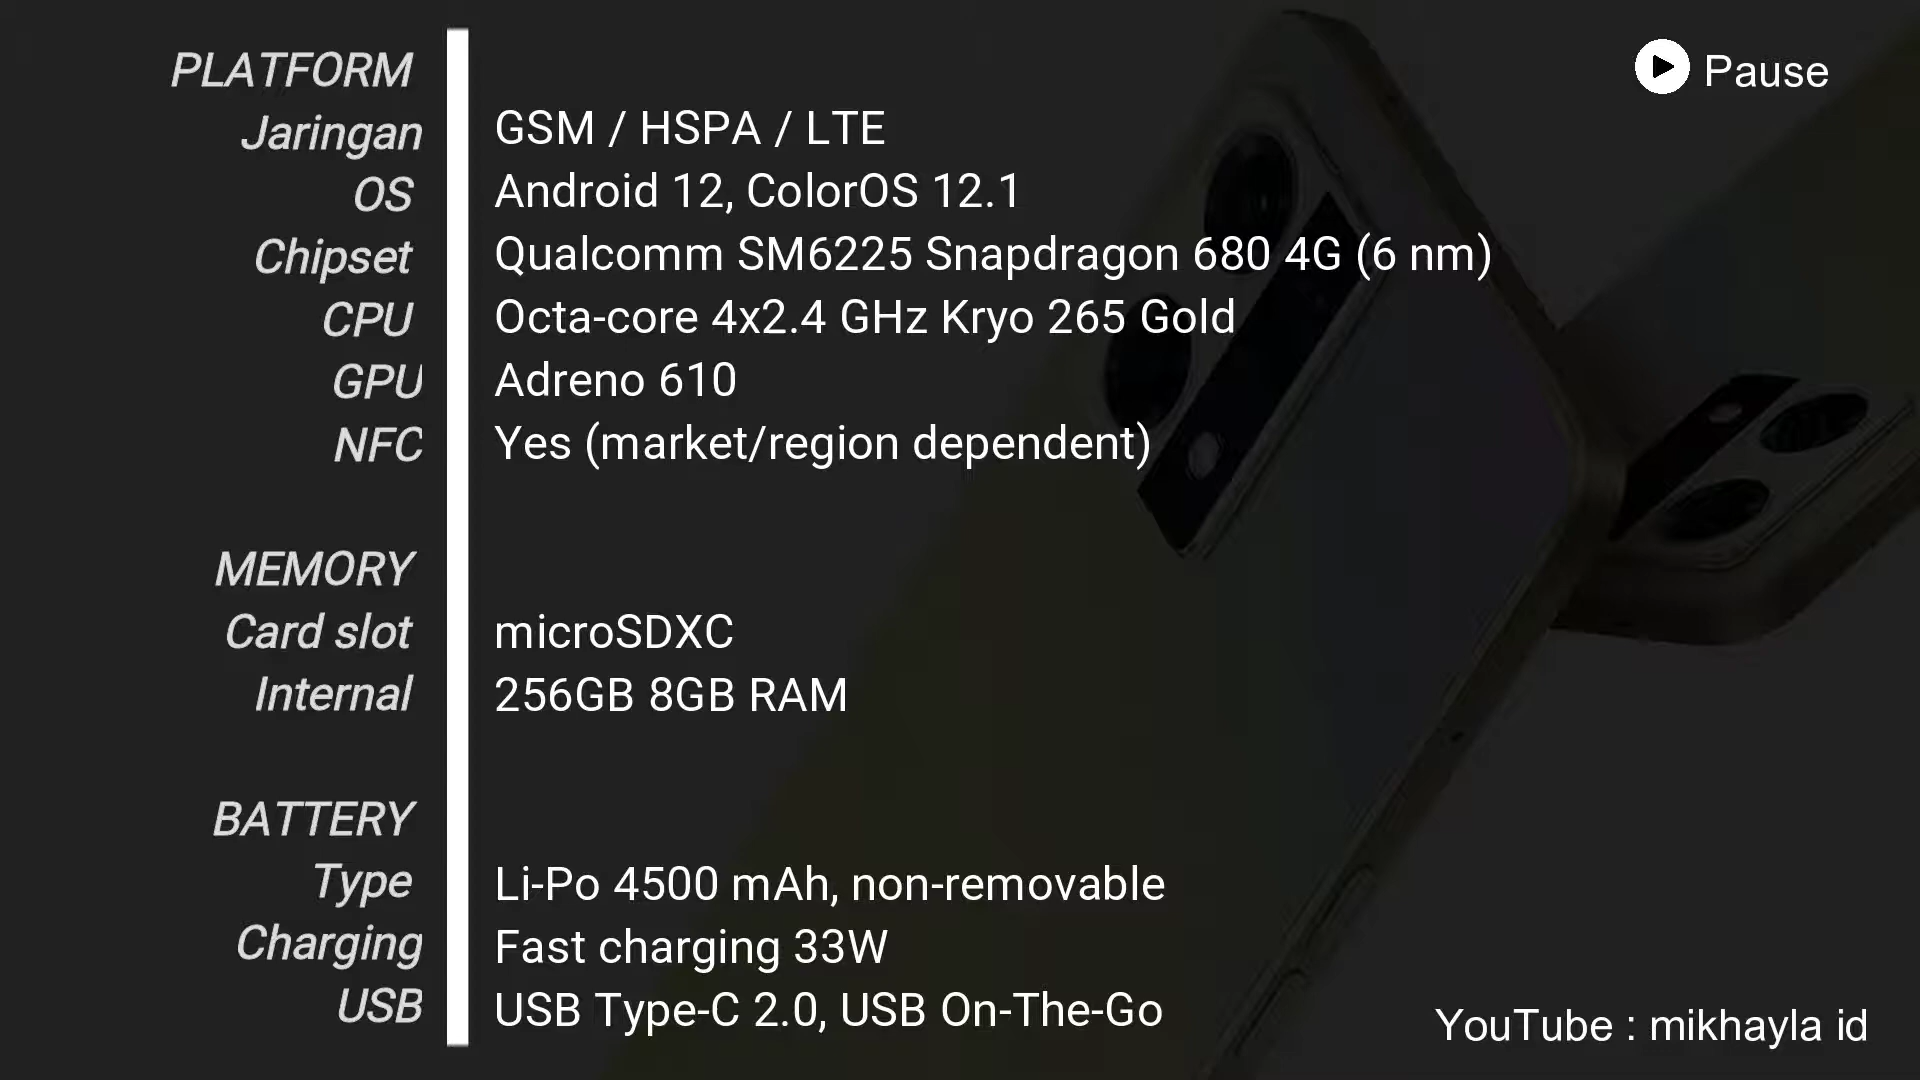 PLATFORM
Pause
Jaringan GSM / HSPA / LTE
OS Android 12, ColorOS 12.1
Chipset Qualcomm SM6225 Snapdragon 680 4G (6 nm)
CPU Octa-core 4x2.4 GHz Kryo 265 Gold
GPU Adreno 610
NFC Yes (market/region dependent)
MEMORY
Card slot microSDXC
Internal 256GB 8GB RAM
BATTERY
Type Li-Po 4500 mAh, non-removable
Charging Fast charging 33W
USB USB Type-C 2.0, USB On-The-Go
YouTube : mikhayla id